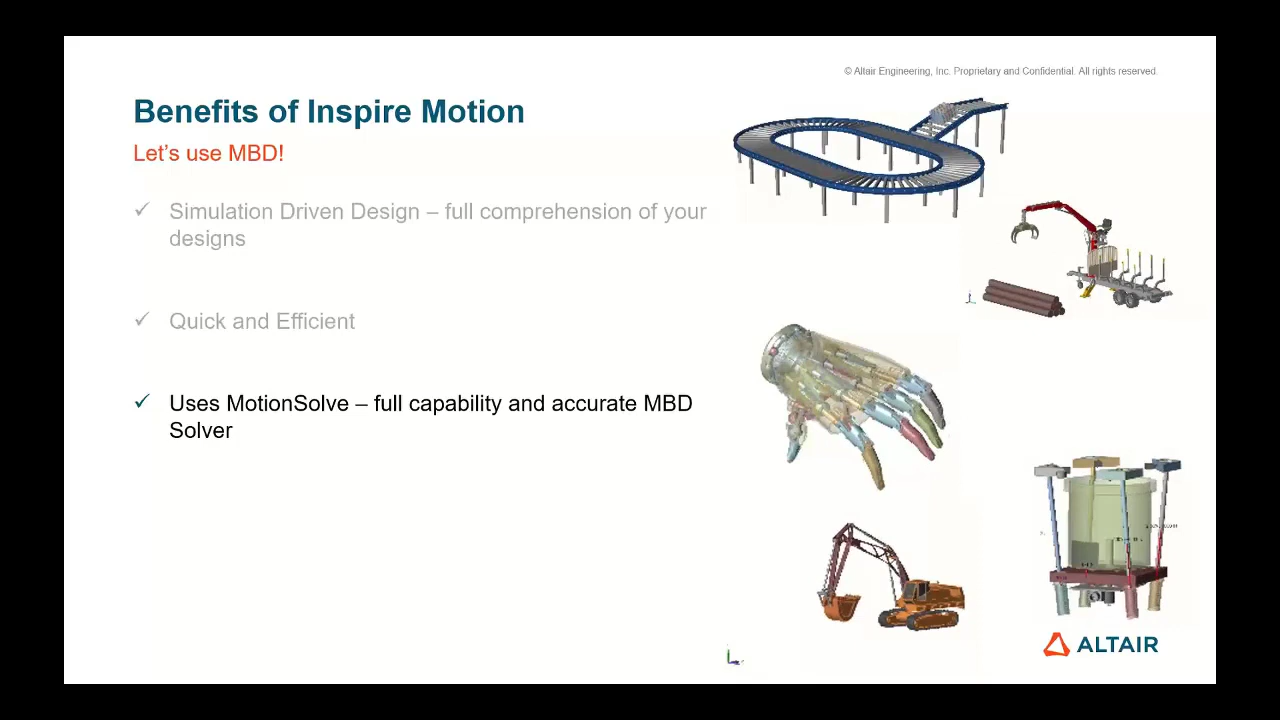 © Altair Engineering, Inc. Proprietary and Confidential. All rights reserved.
Benefits of Inspire Motion
Let's use MBD!
✓ Simulation Driven Design – full comprehension of your
designs
✓ Quick and Efficient
✓ Uses MotionSolve – full capability and accurate MBD
Solver
ALTAIR